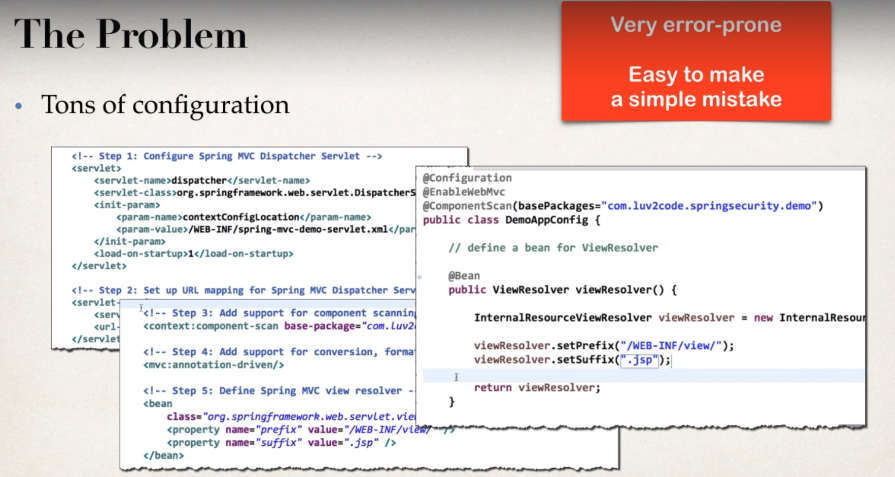 The Problem
Very error-prone
Easy to make
a simple mistake
• Tons of configuration
<!-- Step 1: Configure Spring MVC Dispatcher Servlet -->
<servlet>
<servlet-name>dispatcher</servlet-name>
<servlet-class>org.springframework.web.servlet.DispatcherS
<init-param>
<param-name>contextConfigLocation</param-name>
<param-value>/WEB-INF/spring-mvc-demo-servlet.xml</par
</init-param>
<load-on-startup>1</load-on-startup>
</servlet>
<!-- Step 2: Set up URL mapping for Spring MVC Dispatcher Serv
<servlet-
<serv
<url-
</servlet
<!-- Step 3: Add support for component scanning
<context:component-scan base-package="com.luv2
<!-- Step 4: Add support for conversion, forma
<mvc:annotation-driven/>
<!-- Step 5: Define Spring MVC view resolver -
<bean
class="org.springframework.web.servlet.vie
<property name="prefix" value="/WEB-INF/view/" />
<property name="suffix" value=".jsp" />
</bean>
@Configuration
@EnableWebMvc
@ComponentScan(basePackages="com.luv2code.springsecurity.demo")
public class DemoAppConfig {
// define a bean for ViewResolver
@Bean
public ViewResolver viewResolver() {
InternalResourceViewResolver viewResolver = new InternalResour
viewResolver.setPrefix("/WEB-INF/view/");
viewResolver.setSuffix(".jsp");
return viewResolver;
}